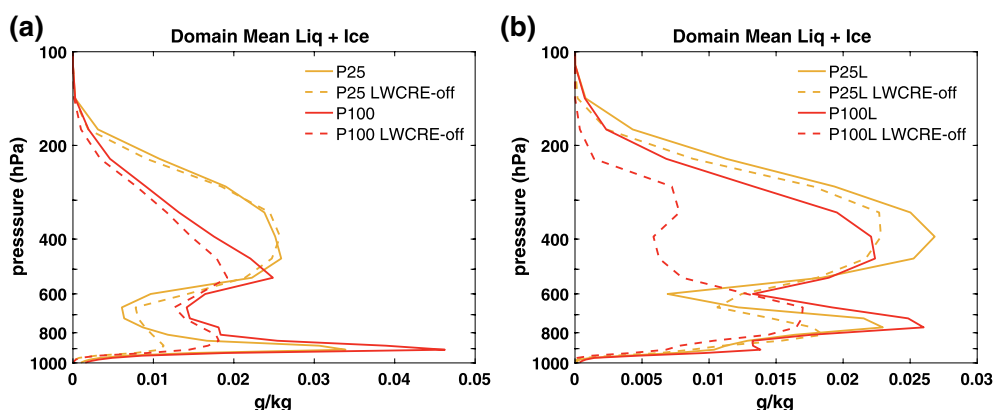 (a)
Domain Mean Liq + Ice
P25
P25 LWCRE-off
P100
P100 LWCRE-off
100
200
400
600
800
1000
presssure (hPa)
0
0.01
0.02
0.03
0.04
0.05
g/kg
(b)
Domain Mean Liq + Ice
P25L
P25L LWCRE-off
P100L
P100L LWCRE-off
100
200
400
600
800
1000
presssure (hPa)
0
0.005
0.01
0.015
0.02
0.025
0.03
g/kg